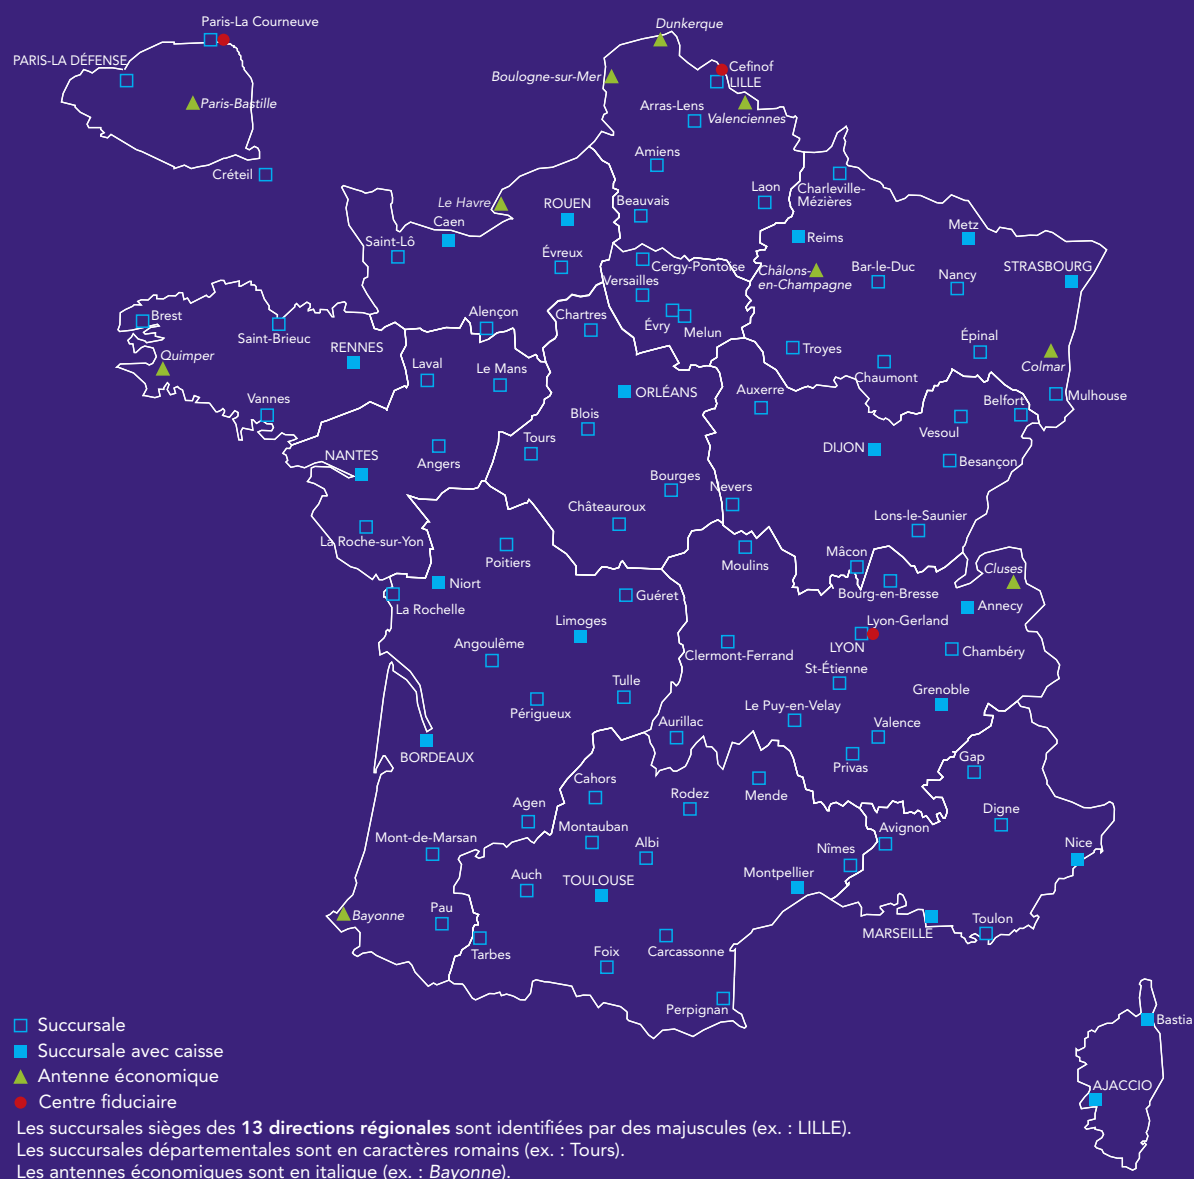 Paris-La Courneuve
PARIS-LA DÉFENSE
Paris-Bastille
Créteil
Dunkerque
Boulogne-sur-Mer
Cefinof
LILLE
Arras-Lens
Valenciennes
Amiens
Laon
Charleville-
Mézières
Beauvais
Le Havre
ROUEN
Caen
Saint-Lô
Évreux
Reims
Metz
Cergy-Pontoise
Châlons-
en-Champagne
Bar-le-Duc
Nancy
STRASBOURG
Versailles
Évry
Melun
Brest
Saint-Brieuc
Alençon
Chartres
Quimper
RENNES
Laval
Le Mans
Troyes
Chaumont
Épinal
Colmar
Vannes
ORLÉANS
Auxerre
Belfort
Mulhouse
Vesoul
Blois
Tours
NANTES
Angers
DIJON
Besançon
Bourges
Nevers
Châteauroux
Lons-le-Saunier
La Roche-sur-Yon
Poitiers
Moulins
Mâcon
Cluses
Niort
La Rochelle
Guéret
Bourg-en-Bresse
Annecy
Limoges
Lyon-Gerland
LYON
Angoulême
Clermont-Ferrand
Chambéry
St-Étienne
Tulle
Périgueux
Grenoble
Le Puy-en-Velay
Aurillac
Valence
Privas
BORDEAUX
Gap
Cahors
Rodez
Mende
Agen
Digne
Montauban
Avignon
Mont-de-Marsan
Albi
Nîmes
Nice
Auch
TOULOUSE
Montpellier
Bayonne
Pau
MARSEILLE
Toulon
Tarbes
Foix
Carcassonne
Perpignan
Bastia
AJACCIO
Succursale
Succursale avec caisse
Antenne économique
Centre fiduciaire
Les succursales sièges des 13 directions régionales sont identifiées par des majuscules (ex. : LILLE).
Les succursales départementales sont en caractères romains (ex. : Tours).
Les antennes économiques sont en italique (ex. : Bayonne).